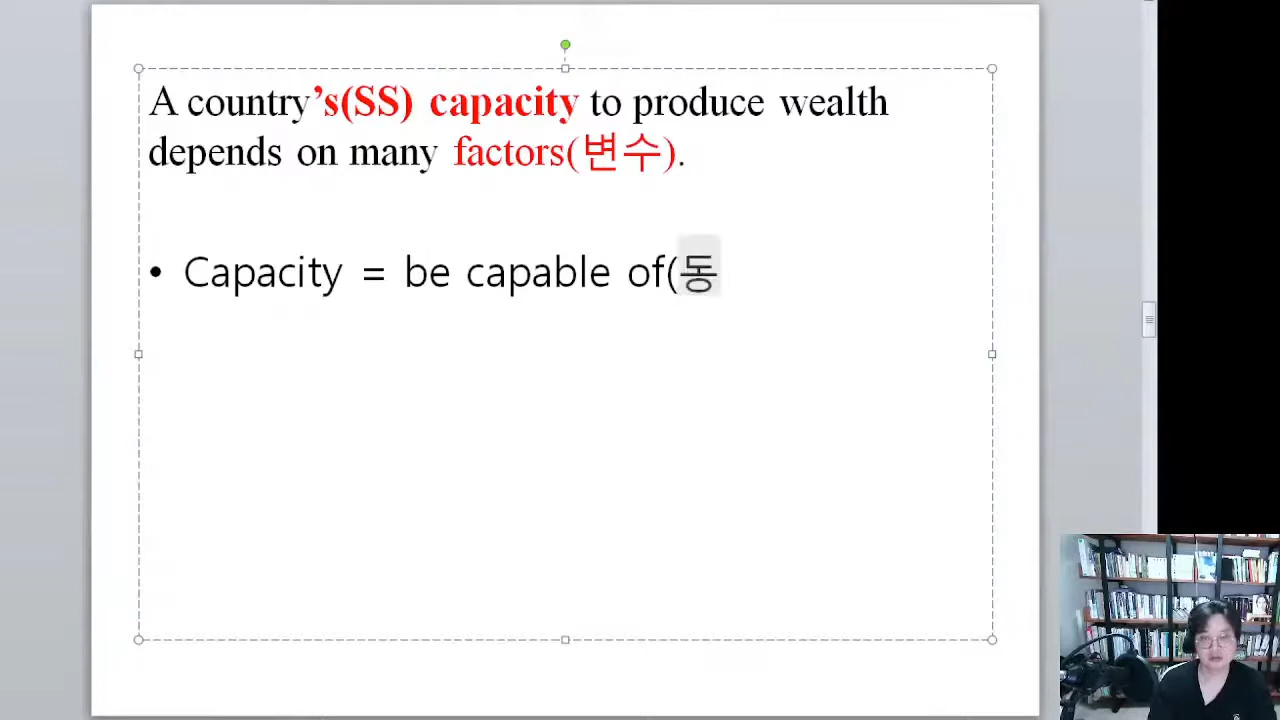 A country’s(SS) capacity to produce wealth
depends on many factors(변수).
• Capacity = be capable of(동